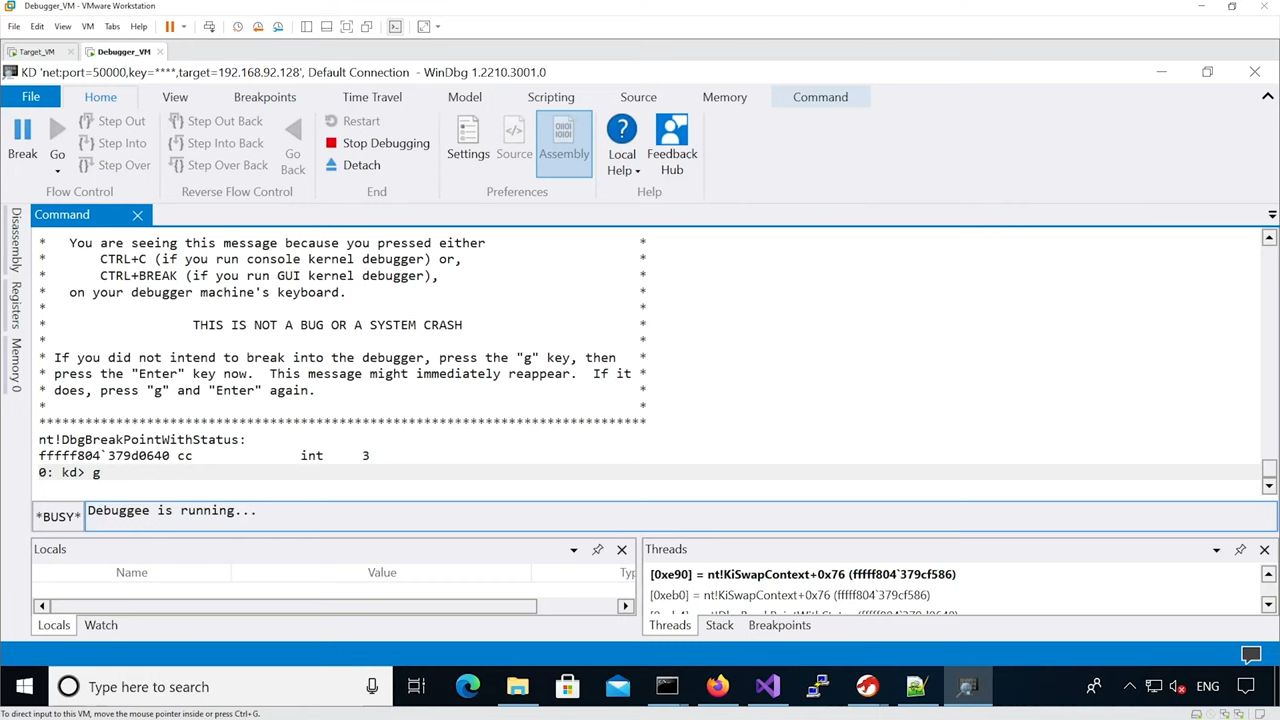 Debugger_VM - VMware Workstation
File Edit View VM Tabs Help
Target_VM Debugger_VM
KD 'net:port=50000,key=****,target=192.168.92.128', Default Connection - WinDbg 1.2210.3001.0
File Home View Breakpoints Time Travel Model Scripting Source Memory Command
Break
Go
Step Out
Step Into
Step Over
Flow Control
Step Out Back
Step Into Back
Step Over Back
Go
Back
Reverse Flow Control
Restart
Stop Debugging
Detach
End
Settings
Source
Assembly
Preferences
Local
Help
Feedback
Hub
Help
Disassembly
Registers
Memory 0
Command
* You are seeing this message because you pressed either *
* CTRL+C (if you run console kernel debugger) or, *
* CTRL+BREAK (if you run GUI kernel debugger), *
* on your debugger machine's keyboard. *
* *
* THIS IS NOT A BUG OR A SYSTEM CRASH *
* *
* If you did not intend to break into the debugger, press the "g" key, then *
* press the "Enter" key now. This message might immediately reappear. If it *
* does, press "g" and "Enter" again. *
* *
*******************************************************************************
nt!DbgBreakPointWithStatus:
fffff804`379d0640 cc int 3
0: kd> g
*BUSY* Debuggee is running...
Locals
Name Value Typ
Locals Watch
Threads
[0xe90] = nt!KiSwapContext+0x76 (fffff804`379cf586)
[0xeb0] = nt!KiSwapContext+0x76 (fffff804`379cf586)
Threads Stack Breakpoints
Type here to search
ENG
To direct input to this VM, move the mouse pointer inside or press Ctrl+G.